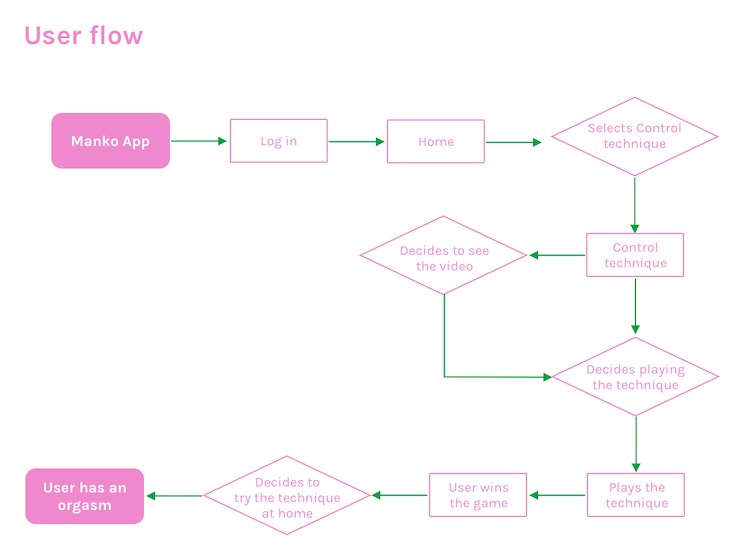 User flow
Manko App
Log in
Home
Selects Control
technique
Decides to see
the video
Control
technique
Decides playing
the technique
User has an
orgasm
Decides to
try the technique
at home
User wins
the game
Plays the
technique